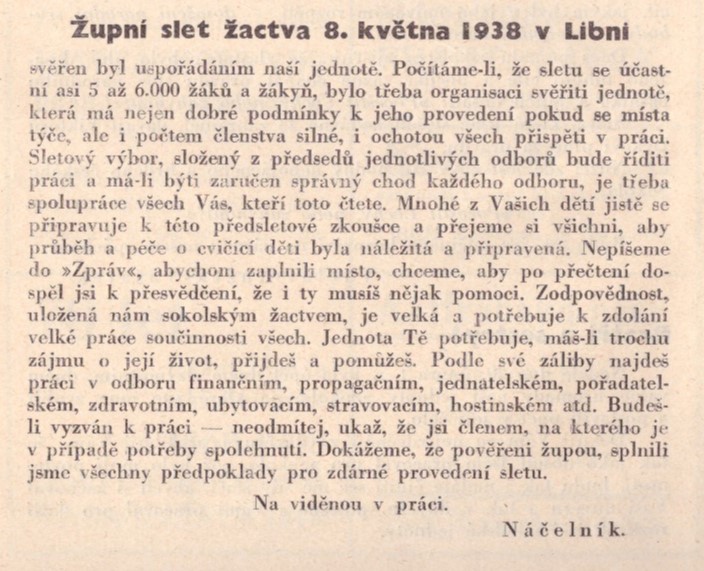 Župní slet žactva 8. května 1938 v Libni
svěřen byl uspořádáním naší jednotě. Počítáme-li, že sletu se účast-
ní asi 5 až 6.000 žáků a žákyň, bylo třeba organisaci svěřiti jednotě,
která má nejen dobré podmínky k jeho provedení pokud se místa
týče, ale i počtem členstva silné, i ochotou všech přispěti v práci.
Sletový výbor, složený z předsedů jednotlivých odborů bude říditi
práci a má-li býti zaručen správný chod každého odboru, je třeba
spolupráce všech Vás, kteří toto čtete. Mnohé z Vašich dětí jistě se
připravuje k této předsletové zkoušce a přejeme si všichni, aby
průběh a péče o cvičící děti byla náležitá a připravená. Nepíšeme
do »Zpráv«, abychom zaplnili místo, chceme, aby po přečtení do-
spěl jsi k přesvědčení, že i ty musíš nějak pomoci. Zodpovědnost,
uložená nám sokolským žactvem, je velká a potřebuje k zdolání
velké práce součinnosti všech. Jednota Tě potřebuje, máš-li trochu
zájmu o její život, přijdeš a pomůžeš. Podle své záliby najdeš
práci v odboru finančním, propagačním, jednatelském, pořadatel-
ském, zdravotním, ubytovacím, stravovacím, hostinském atd. Budeš-
li vyzván k práci — neodmítej, ukaž, že jsi členem, na kterého je
v případě potřeby spolehnutí. Dokážeme, že pověřeni župou, splnili
jsme všechny předpoklady pro zdárné provedení sletu.
Na viděnou v práci.
Náčelník.